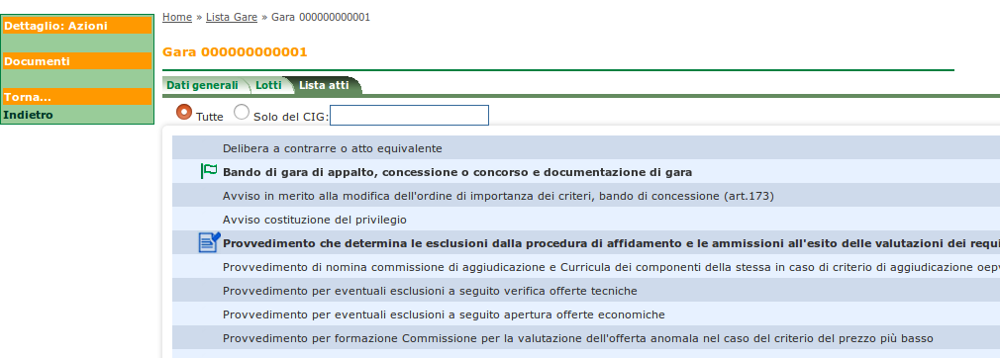 Dettaglio: Azioni
Documenti
Torna...
Indietro
Home » Lista Gare » Gara 000000000001
Gara 000000000001
Dati generali Lotti Lista atti
Tutte Solo del CIG:
Delibera a contrarre o atto equivalente
Bando di gara di appalto, concessione o concorso e documentazione di gara
Avviso in merito alla modifica dell'ordine di importanza dei criteri, bando di concessione (art.173)
Avviso costituzione del privilegio
Provvedimento che determina le esclusioni dalla procedura di affidamento e le ammissioni all'esito delle valutazioni dei requi
Provvedimento di nomina commissione di aggiudicazione e Curricula dei componenti della stessa in caso di criterio di aggiudicazione oepv
Provvedimento per eventuali esclusioni a seguito verifica offerte tecniche
Provvedimento per eventuali esclusioni a seguito apertura offerte economiche
Provvedimento per formazione Commissione per la valutazione dell'offerta anomala nel caso del criterio del prezzo più basso